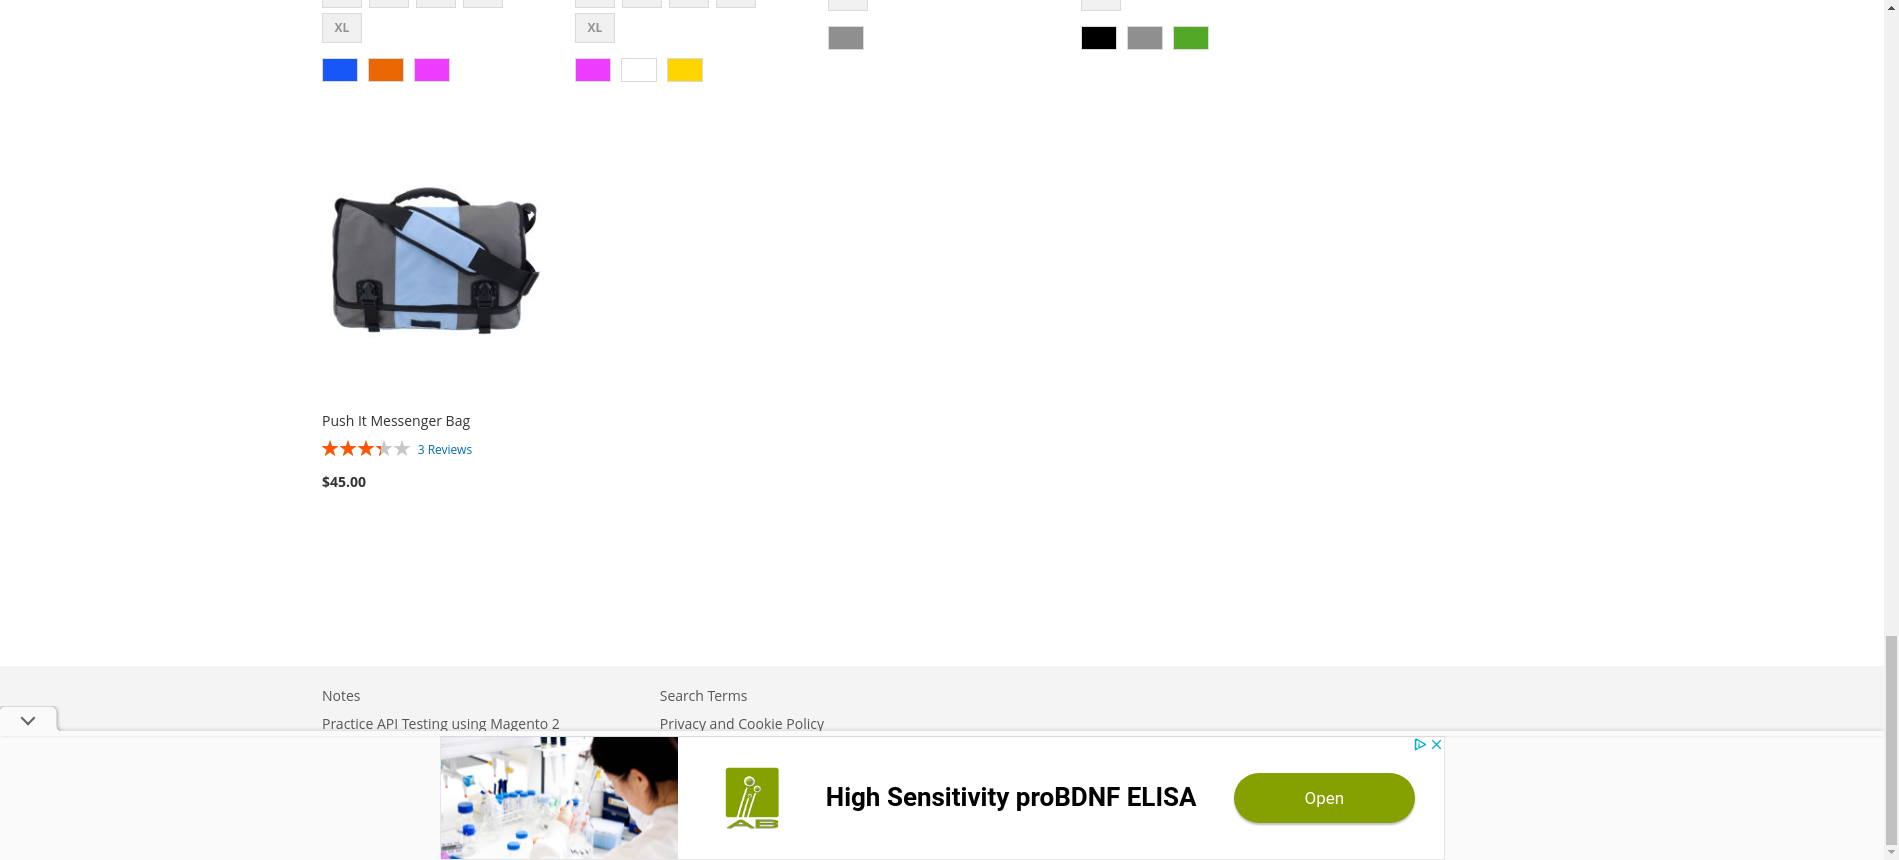 XL
XL
Push It Messenger Bag
3 Reviews
$45.00
Notes
Search Terms
Practice API Testing using Magento 2
Privacy and Cookie Policy
AB
High Sensitivity proBDNF ELISA
Open